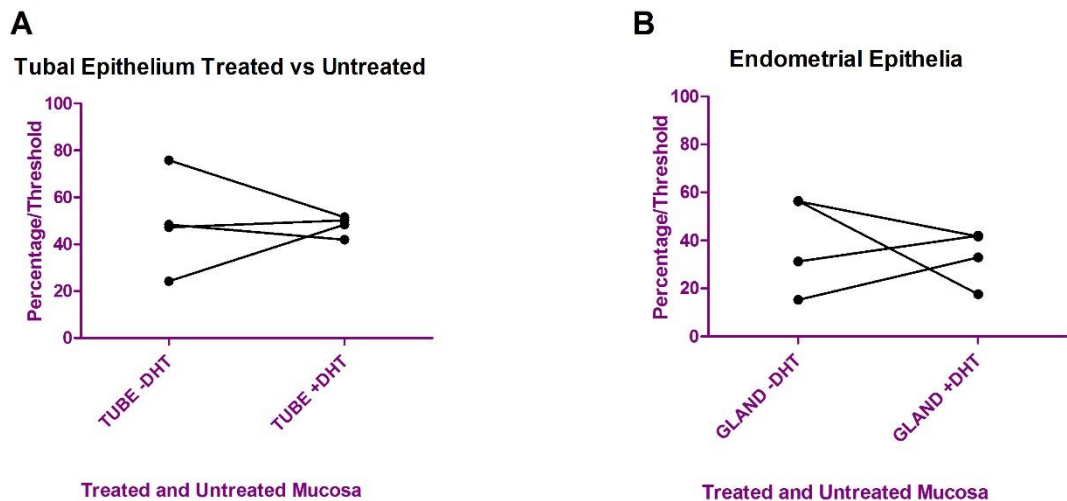 A
Tubal Epithelium Treated vs Untreated
Percentage/Threshold
100
80
60
40
20
0
TUBE -DHT
TUBE +DHT
Treated and Untreated Mucosa
B
Endometrial Epithelia
Percentage/Threshold
100
80
60
40
20
0
GLAND -DHT
GLAND +DHT
Treated and Untreated Mucosa